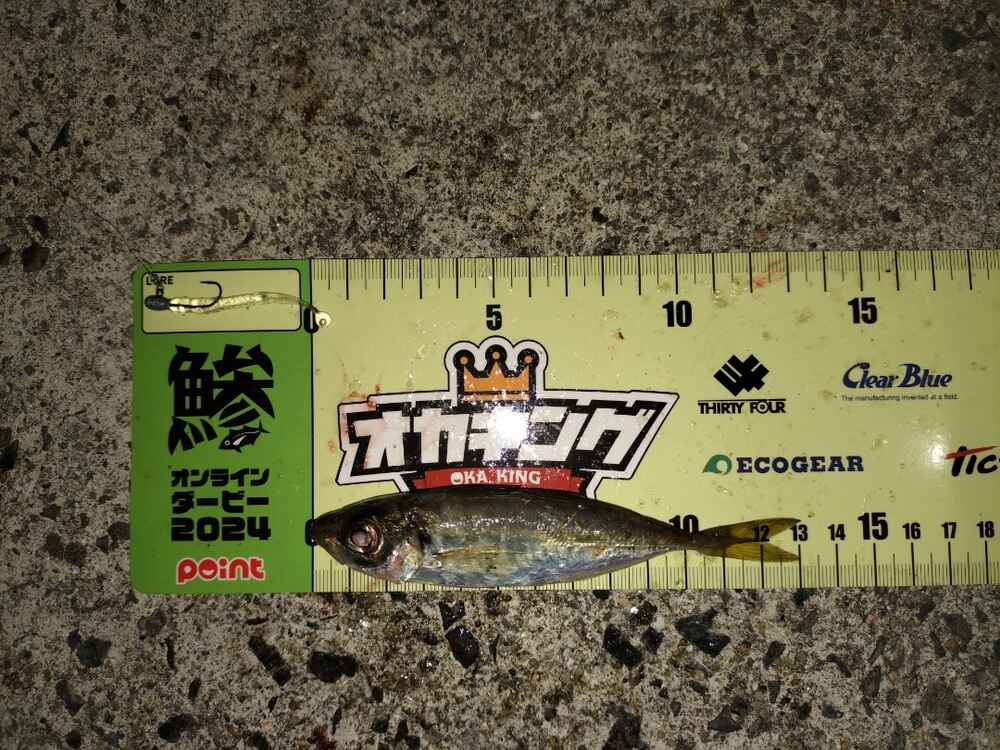 LURE
0 5 10 15
鯵
オンライン
ダービー
2024
point
オカキング
OKA KING
THIRTY FOUR
Clear Blue
The manufacturing invented at a field.
ECOGEAR
TIC
10 12 13 14 15 16 17 18